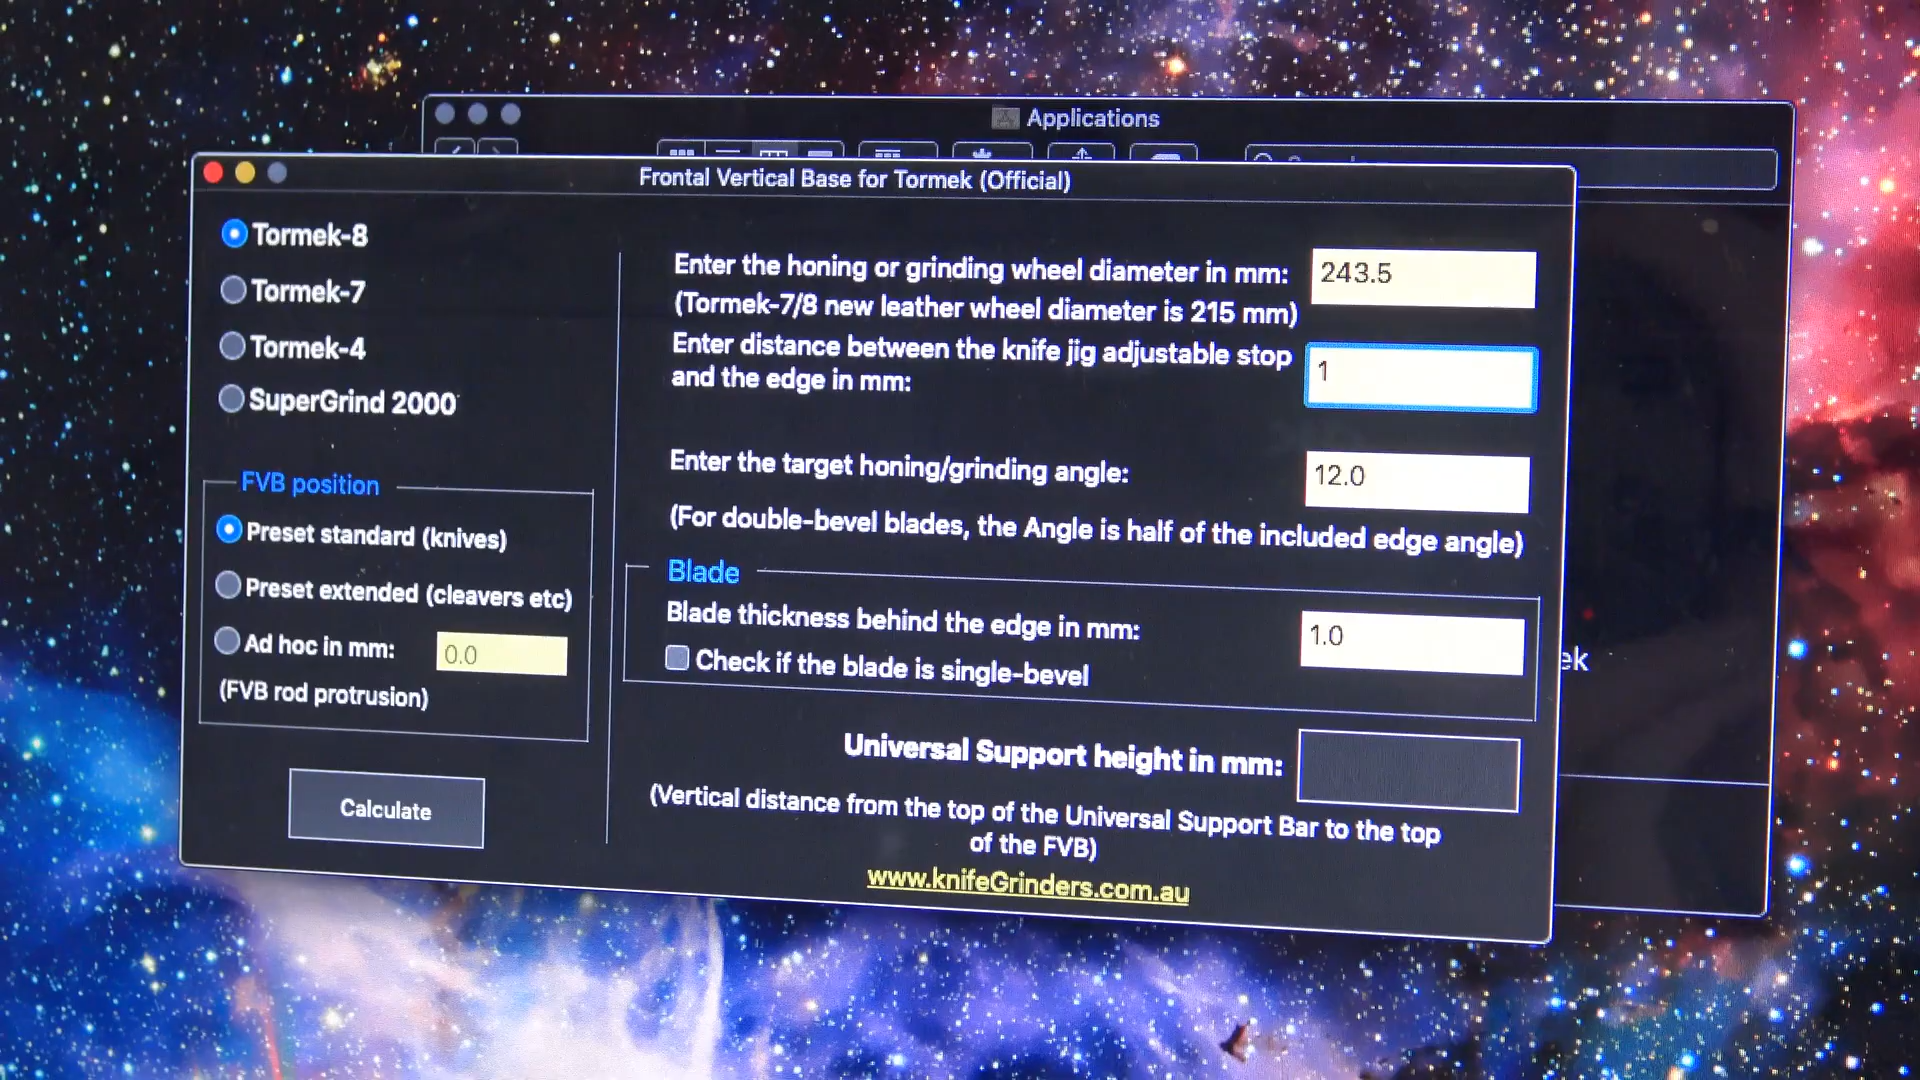 Applications
Frontal Vertical Base for Tormek (Official)
Tormek-8
Tormek-7
Tormek-4
SuperGrind 2000
FVB position
Preset standard (knives)
Preset extended (cleavers etc)
Ad hoc in mm:
0.0
(FVB rod protrusion)
Calculate
Enter the honing or grinding wheel diameter in mm:
243.5
(Tormek-7/8 new leather wheel diameter is 215 mm)
Enter distance between the knife jig adjustable stop
and the edge in mm:
1
Enter the target honing/grinding angle:
12.0
(For double-bevel blades, the Angle is half of the included edge angle)
Blade
Blade thickness behind the edge in mm:
1.0
Check if the blade is single-bevel
Universal Support height in mm:
(Vertical distance from the top of the Universal Support Bar to the top
of the FVB)
www.knifeGrinders.com.au
ek